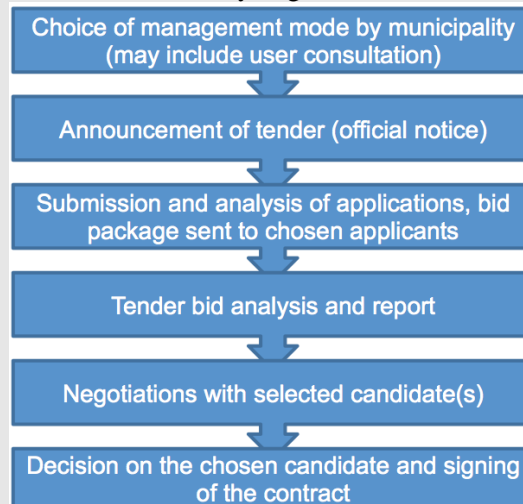 Choice of management mode by municipality
(may include user consultation)
Announcement of tender (official notice)
Submission and analysis of applications, bid
package sent to chosen applicants
Tender bid analysis and report
Negotiations with selected candidate(s)
Decision on the chosen candidate and signing
of the contract